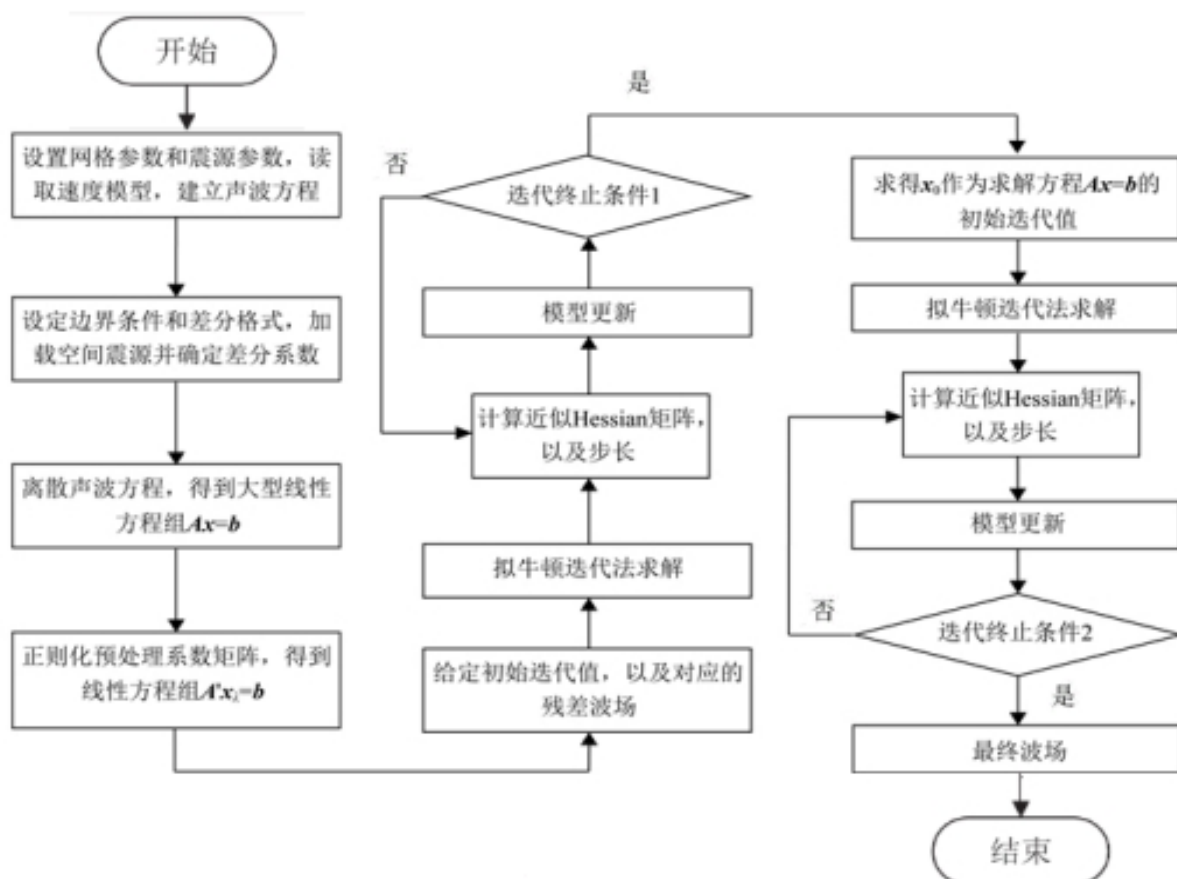 开始
设置网格参数和震源参数，读
取速度模型，建立声波方程
设定边界条件和差分格式，加
载空间震源并确定差分系数
离散声波方程，得到大型线性
方程组Ax=b
正则化预处理系数矩阵，得到
线性方程组A'xλ=b
是
否
迭代终止条件1
模型更新
计算近似Hessian矩阵，
以及步长
拟牛顿迭代法求解
给定初始迭代值，以及对应的
残差波场
求得x₀作为求解方程Ax=b的
初始迭代值
拟牛顿迭代法求解
计算近似Hessian矩阵，
以及步长
模型更新
否
迭代终止条件2
是
最终波场
结束